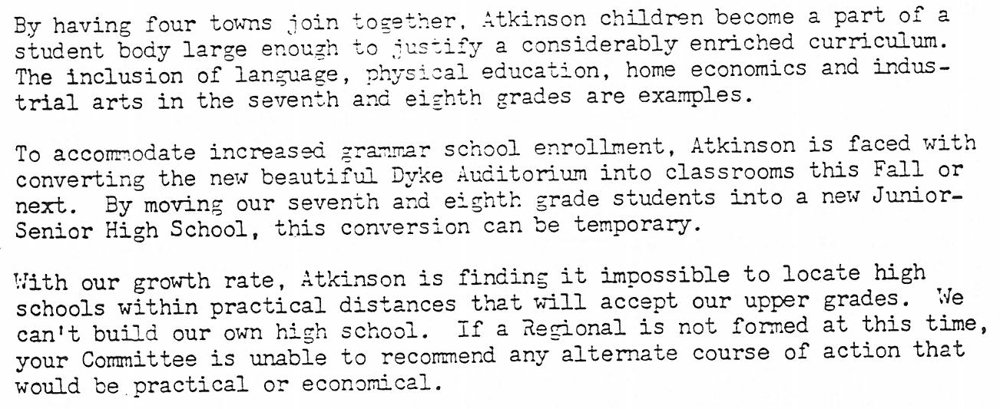 By having four towns join together, Atkinson children become a part of a
student body large enough to justify a considerably enriched curriculum.
The inclusion of language, physical education, home economics and indus-
trial arts in the seventh and eighth grades are examples.
To accommodate increased grammar school enrollment, Atkinson is faced with
converting the new beautiful Dyke Auditorium into classrooms this Fall or
next. By moving our seventh and eighth grade students into a new Junior-
Senior High School, this conversion can be temporary.
With our growth rate, Atkinson is finding it impossible to locate high
schools within practical distances that will accept our upper grades. We
can't build our own high school. If a Regional is not formed at this time,
your Committee is unable to recommend any alternate course of action that
would be practical or economical.